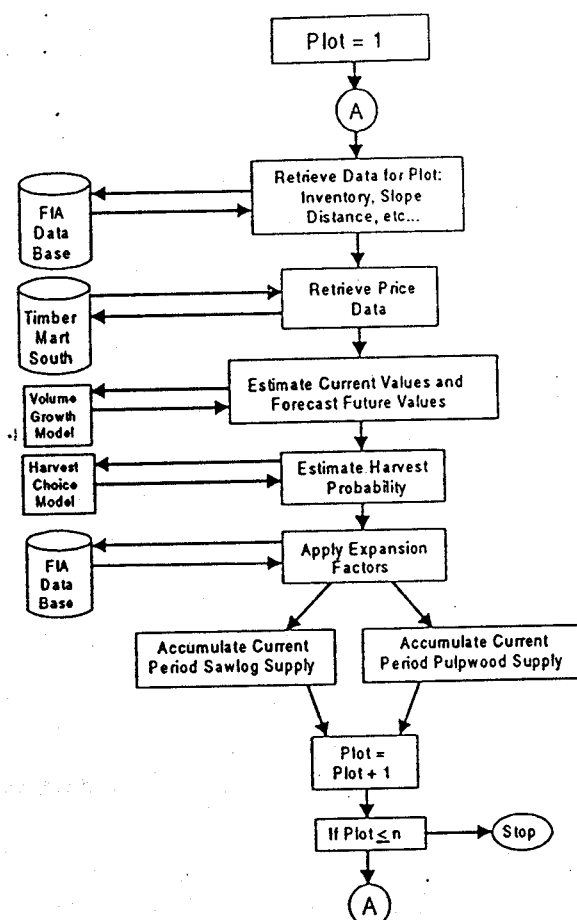 Plot = 1
A
Retrieve Data for Plot:
Inventory, Slope
Distance, etc...
FIA
Data
Base
Retrieve Price
Data
Timber
Mart
South
Estimate Current Values and
Forecast Future Values
Volume
Growth
Model
Estimate Harvest
Probability
Harvest
Choice
Model
Apply Expansion
Factors
FIA
Data
Base
Accumulate Current
Period Sawlog Supply
Accumulate Current
Period Pulpwood Supply
Plot =
Plot + 1
If Plot ≤ n
Stop
A